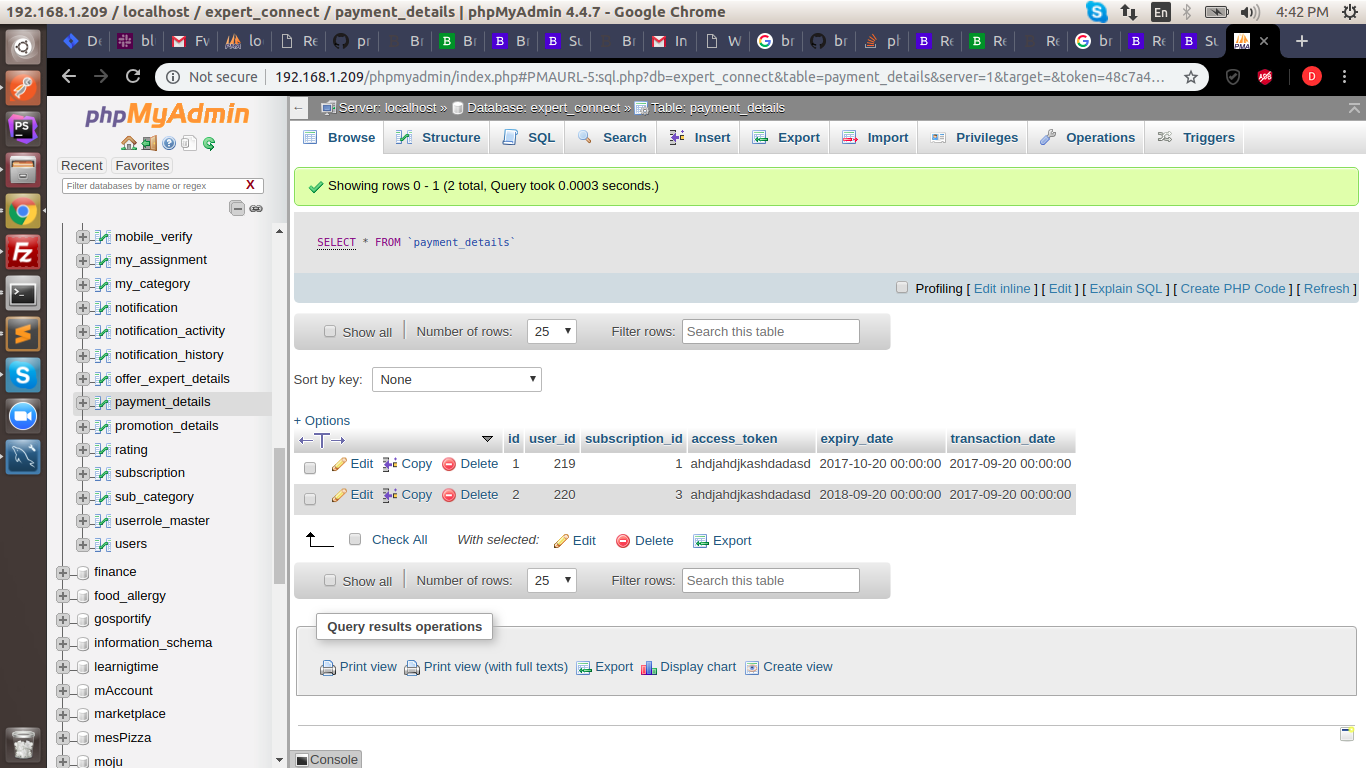 192.168.1.209 / localhost / expert_connect / payment_details | phpMyAdmin 4.4.7 - Google Chrome
En
4:42 PM
De bl Fw lo Re pr Br Br Br Su Br In W br br ph Re Re Re br Re Su
Not secure | 192.168.1.209/phpmyadmin/index.php#PMAURL-5:sql.php?db=expert_connect&table=payment_details&server=1&target=&token=48c7a4...
D
phpMyAdmin
Recent Favorites
Filter databases by name or regex X
mobile_verify
my_assignment
my_category
notification
notification_activity
notification_history
offer_expert_details
payment_details
promotion_details
rating
subscription
sub_category
userrole_master
users
finance
food_allergy
gosportify
information_schema
learnigtime
mAccount
marketplace
mesPizza
moju
Server: localhost » Database: expert_connect » Table: payment_details
Browse Structure SQL Search Insert Export Import Privileges Operations Triggers
Showing rows 0 - 1 (2 total, Query took 0.0003 seconds.)
SELECT * FROM `payment_details`
Profiling [ Edit inline ] [ Edit ] [ Explain SQL ] [ Create PHP Code ] [ Refresh ]
Show all Number of rows: 25 Filter rows: Search this table
Sort by key: None
+ Options
id user_id subscription_id access_token expiry_date transaction_date
Edit Copy Delete 1 219 1 ahdjahdjkashdadasd 2017-10-20 00:00:00 2017-09-20 00:00:00
Edit Copy Delete 2 220 3 ahdjahdjkashdadasd 2018-09-20 00:00:00 2017-09-20 00:00:00
Check All With selected: Edit Delete Export
Show all Number of rows: 25 Filter rows: Search this table
Query results operations
Print view Print view (with full texts) Export Display chart Create view
Console